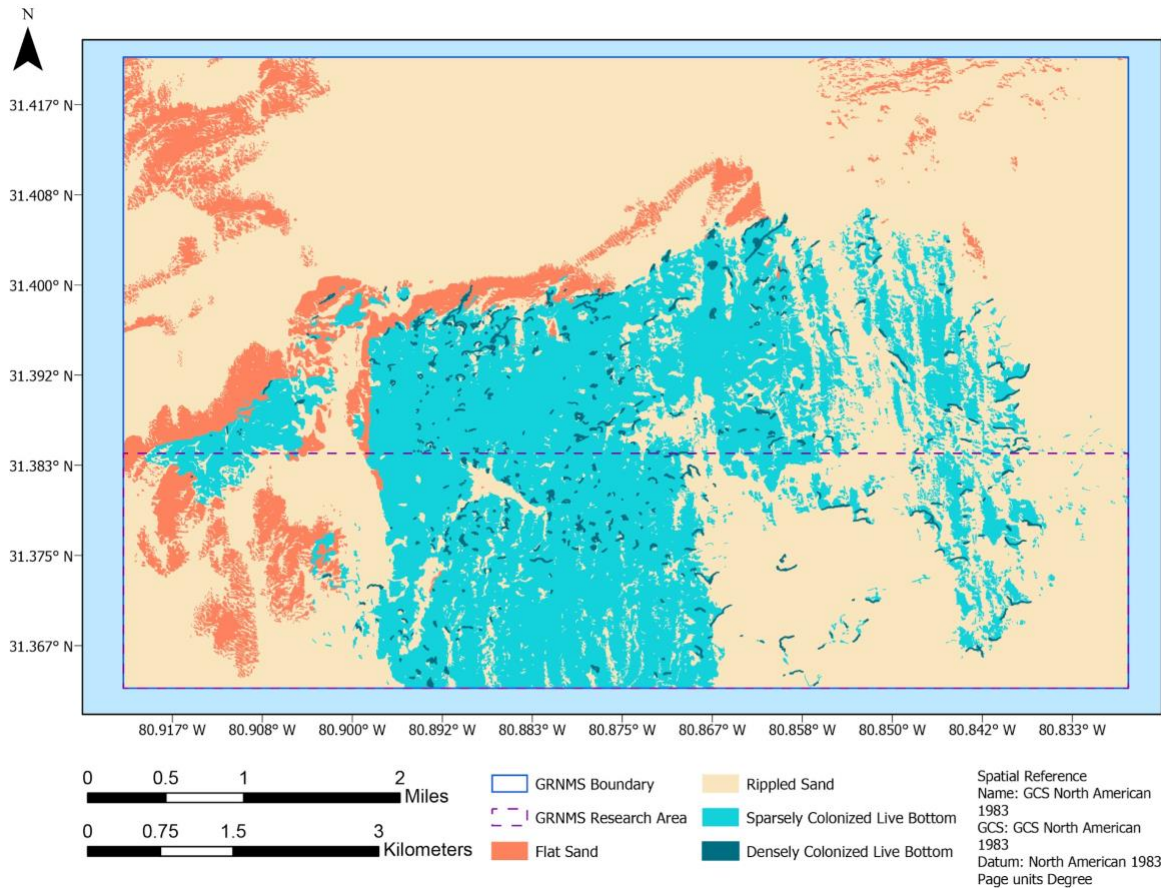 N
31.417° N
31.408° N
31.400° N
31.392° N
31.383° N
31.375° N
31.367° N
80.917° W 80.908° W 80.900° W 80.892° W 80.883° W 80.875° W 80.867° W 80.858° W 80.850° W 80.842° W 80.833° W
0 0.5 1 2
Miles
0 0.75 1.5 3
Kilometers
GRNMS Boundary
GRNMS Research Area
Flat Sand
Rippled Sand
Sparsely Colonized Live Bottom
Densely Colonized Live Bottom
Spatial Reference
Name: GCS North American
1983
GCS: GCS North American
1983
Datum: North American 1983
Page units Degree